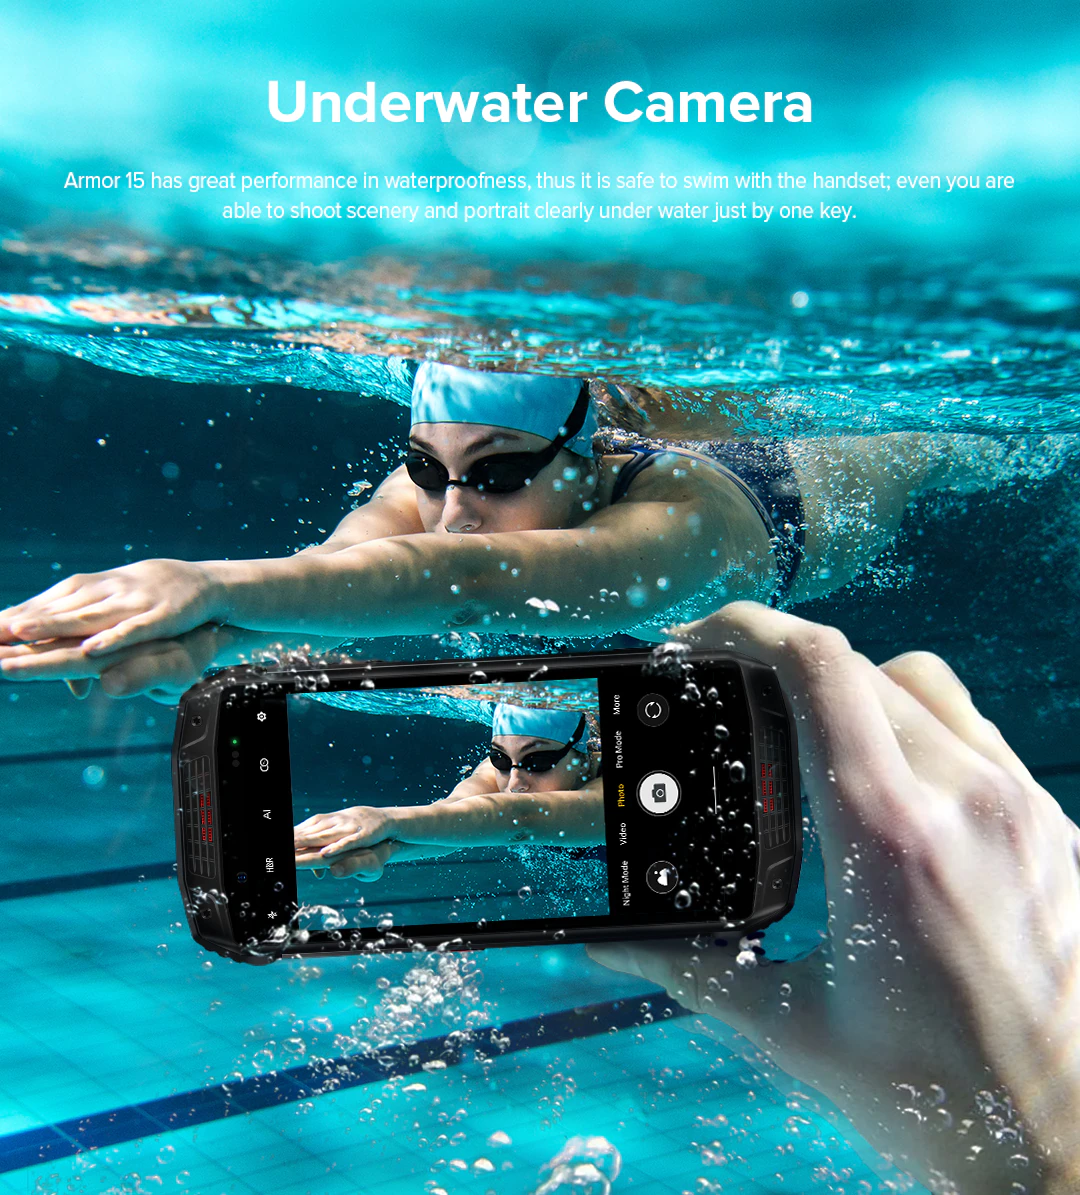 Underwater Camera
Armor 15 has great performance in waterproofness, thus it is safe to swim with the handset; even you are
able to shoot scenery and portrait clearly under water just by one key.
More
Pro Mode
Photo
Video
Night Mode
AI
HDR